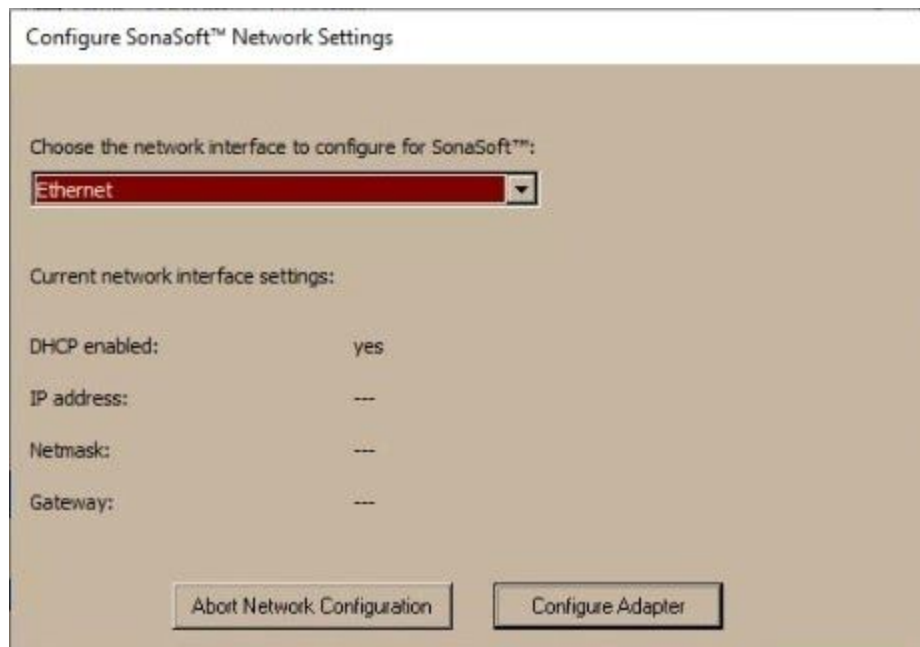 Configure SonaSoft™ Network Settings
Choose the network interface to configure for SonaSoft™:
Ethernet
Current network interface settings:
DHCP enabled: yes
IP address: ---
Netmask: ---
Gateway: ---
Abort Network Configuration Configure Adapter